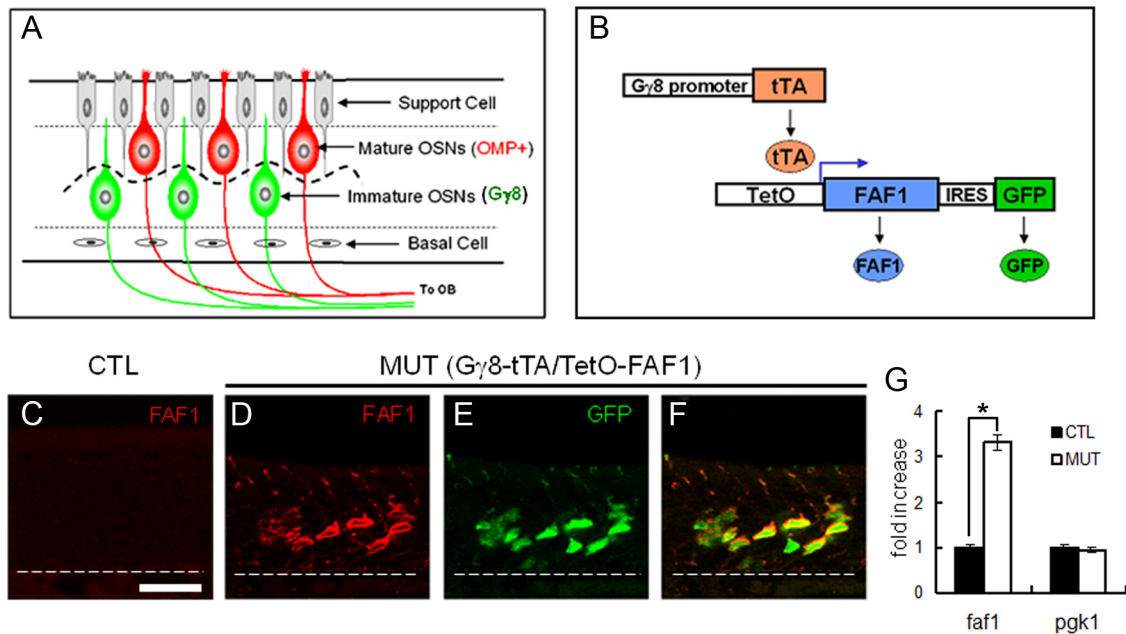 A
Support Cell
Mature OSNs (OMP+)
Immature OSNs (Gγ8)
Basal Cell
To OB
B
Gγ8 promoter
tTA
tTA
TetO
FAF1
IRES
GFP
FAF1
GFP
CTL
MUT (Gγ8-tTA/TetO-FAF1)
C
FAF1
D
FAF1
E
GFP
F
G
fold increase
4
3
2
1
0
*
CTL
MUT
faf1
pgk1